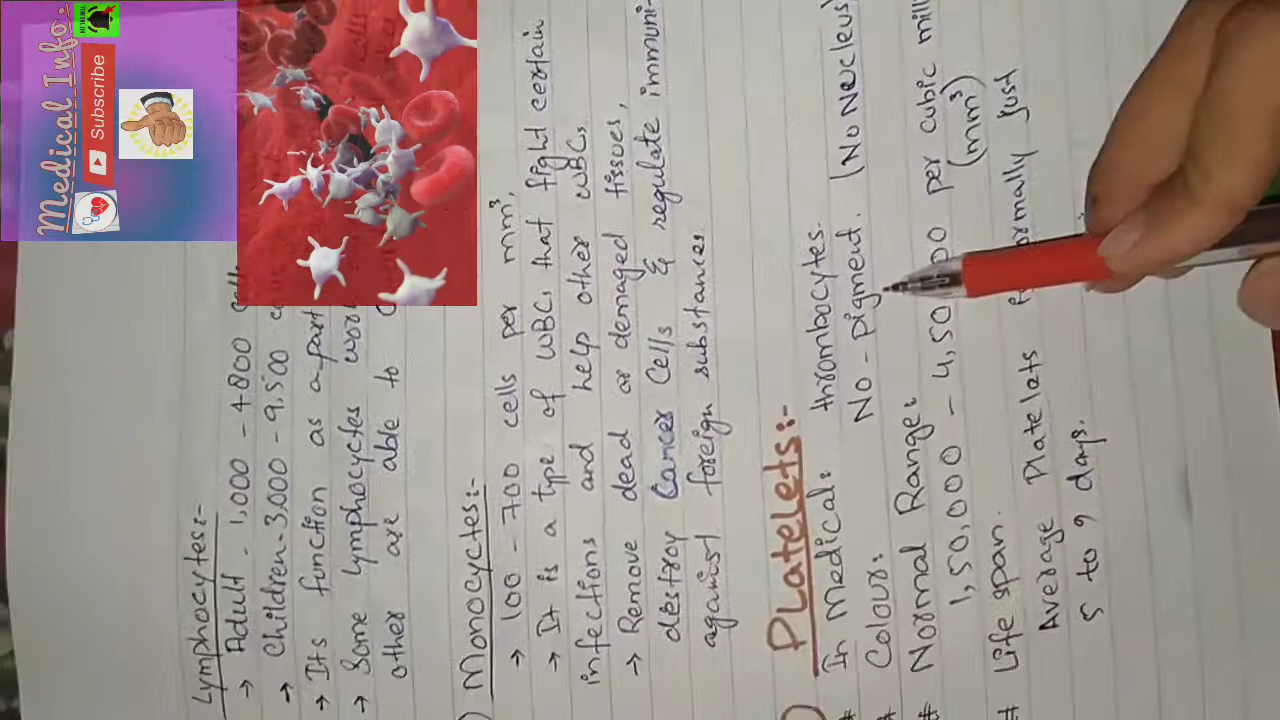 Medical Info.
Subscribe
Lymphocytes:-
→ Adult - 1,000 - 4800
→ Children - 3,000 - 9,500
→ Its function as a part
→ Some lymphocytes
other are able to
) Monocytes:-
→ 100 - 700 cells per mm³.
→ It is a type of WBC, that fight certain
infections and help other WBCs.
→ Remove dead or damaged tissues,
destroy Cancer Cells & regulate immuni-
against foreign substances.
) Platelets:-
# In Medical: thrombocytes.
# Colour: No - pigment. (No Nucleus)
# Normal Range:
1,50,000 - 4,50 00 per cubic mill
(mm³)
# Life span.
Average Platelets just
5 to 9 days.